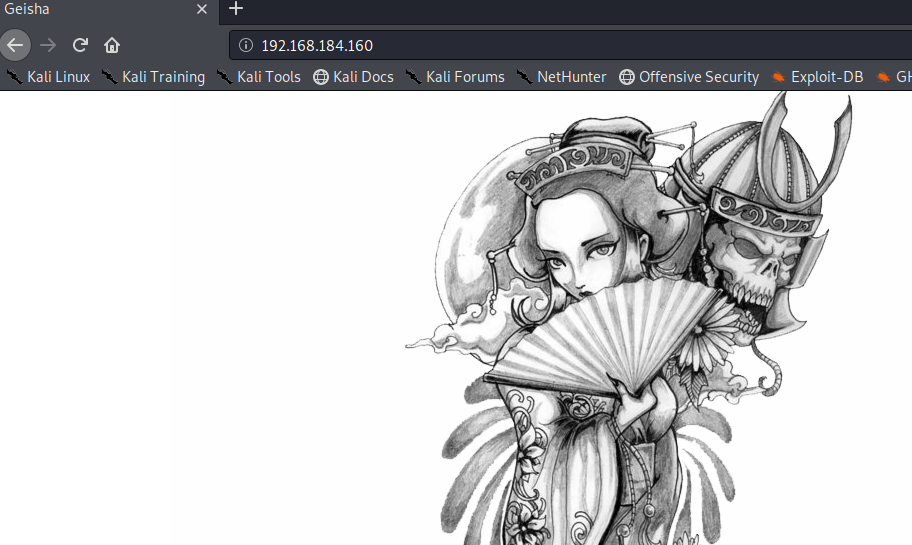 Geisha
192.168.184.160
Kali Linux Kali Training Kali Tools Kali Docs Kali Forums NetHunter Offensive Security Exploit-DB GH